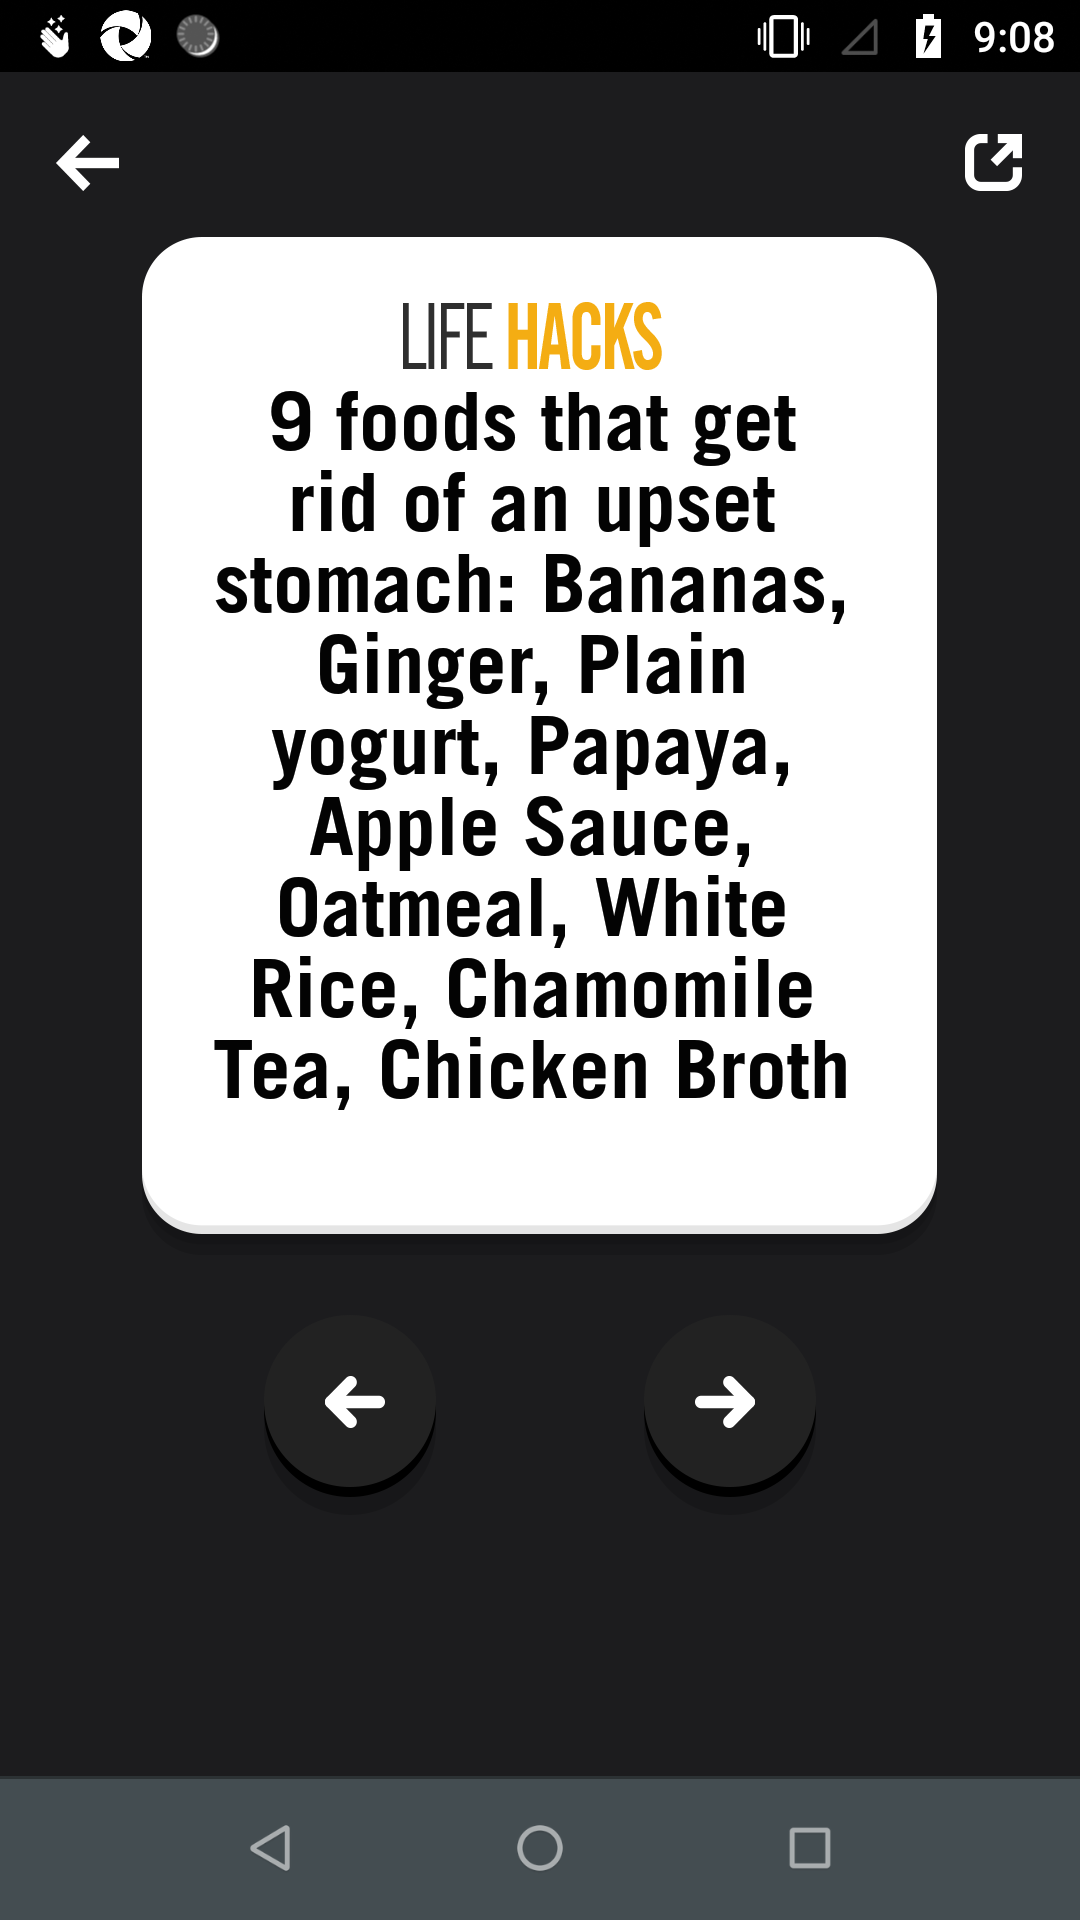 9:08
LIFE HACKS
9 foods that get
rid of an upset
stomach: Bananas,
Ginger, Plain
yogurt, Papaya,
Apple Sauce,
Oatmeal, White
Rice, Chamomile
Tea, Chicken Broth